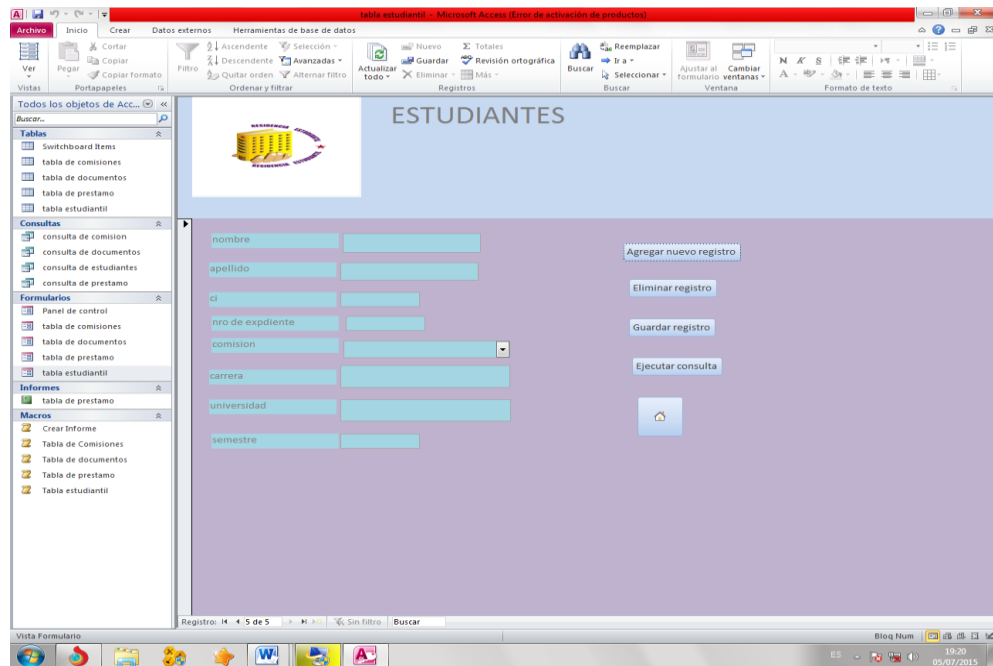 tabla estudiantil - Microsoft Access (Error de activación de productos)
Archivo Inicio Crear Datos externos Herramientas de base de datos
Ver
Vistas
Pegar
Cortar
Copiar
Copiar formato
Portapapeles
Filtro
Ascendente
Descendente
Quitar orden
Selección
Avanzadas
Alternar filtro
Ordenar y filtrar
Actualizar todo
Nuevo
Guardar
Eliminar
Totales
Revisión ortográfica
Más
Registros
Buscar
Reemplazar
Ir a
Seleccionar
Buscar
Ajustar al formulario
Cambiar ventanas
Ventana
N K S
A
Formato de texto
Todos los objetos de Acc...
Buscar...
Tablas
Switchboard Items
tabla de comisiones
tabla de documentos
tabla de prestamo
tabla estudiantil
Consultas
consulta de comision
consulta de documentos
consulta de estudiantes
consulta de prestamo
Formularios
Panel de control
tabla de comisiones
tabla de documentos
tabla de prestamo
tabla estudiantil
Informes
tabla de prestamo
Macros
Crear Informe
Tabla de Comisiones
Tabla de documentos
Tabla de prestamo
Tabla estudiantil
RESIDENCIA
RESIDENCIA
ESTUDIANTES
nombre
apellido
ci
nro de expdiente
comision
carrera
universidad
semestre
Agregar nuevo registro
Eliminar registro
Guardar registro
Ejecutar consulta
Registro: 5 de 5 Sin filtro Buscar
Vista Formulario
Bloq Num
ES
19:20
05/07/2015